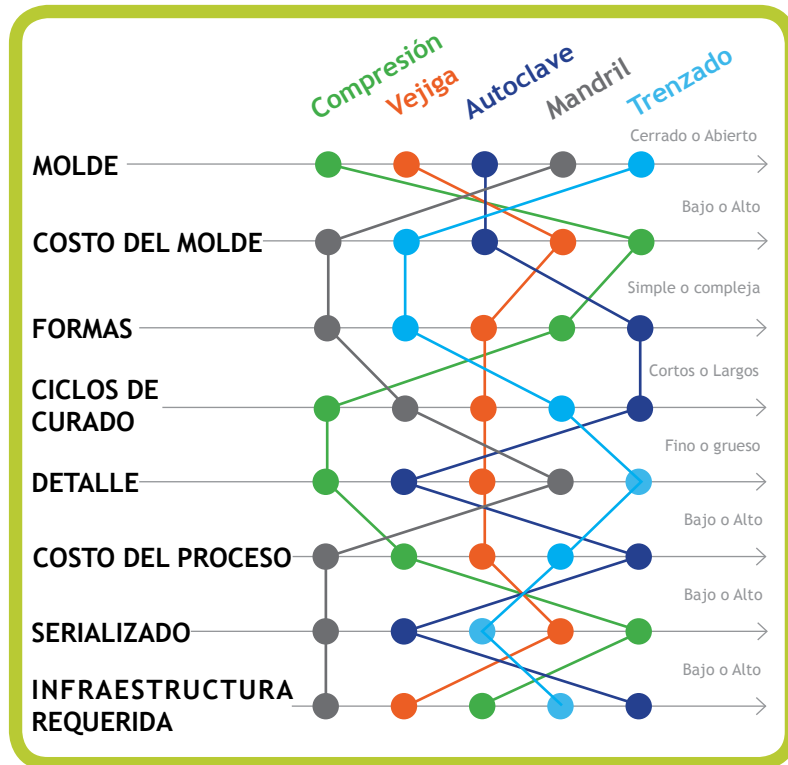 Compresión
Vejiga
Autoclave
Mandril
Trenzado
Cerrado o Abierto
MOLDE
Bajo o Alto
COSTO DEL MOLDE
Simple o compleja
FORMAS
Cortos o Largos
CICLOS DE
CURADO
Fino o grueso
DETALLE
Bajo o Alto
COSTO DEL PROCESO
Bajo o Alto
SERIALIZADO
Bajo o Alto
INFRAESTRUCTURA
REQUERIDA